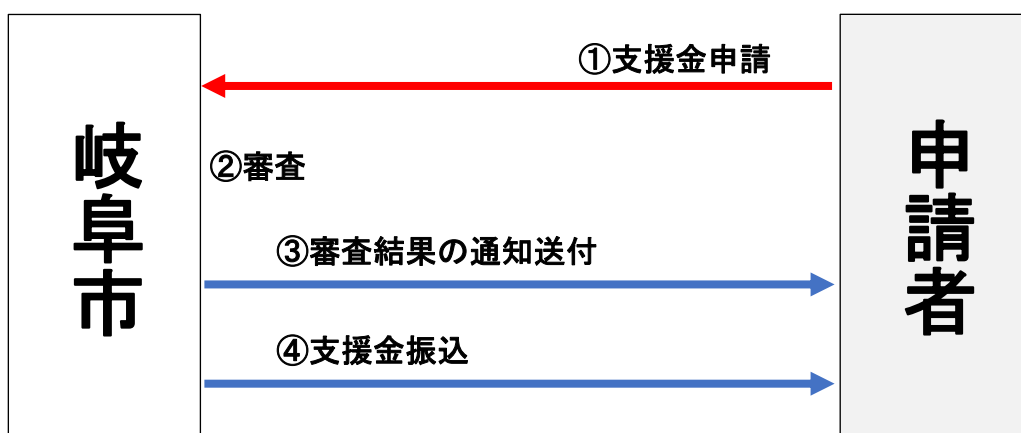 岐阜市
①支援金申請
②審査
③審査結果の通知送付
④支援金振込
申請者